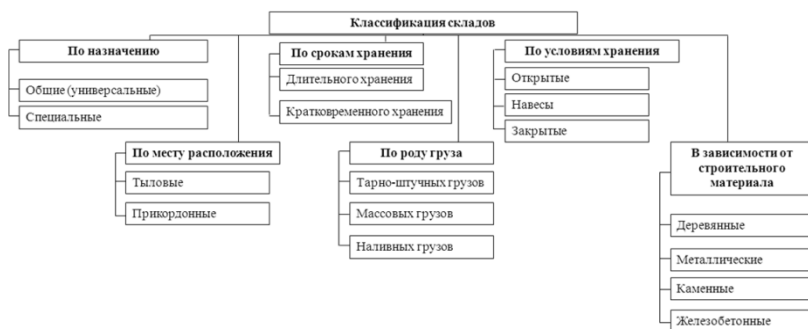 Классификация складов
По назначению
Общие (универсальные)
Специальные
По срокам хранения
Длительного хранения
Кратковременного хранения
По условиям хранения
Открытые
Навесы
Закрытые
По месту расположения
Тыловые
Прикордонные
По роду груза
Тарно-штучных грузов
Массовых грузов
Наливных грузов
В зависимости от
строительного
материала
Деревянные
Металлические
Каменные
Железобетонные